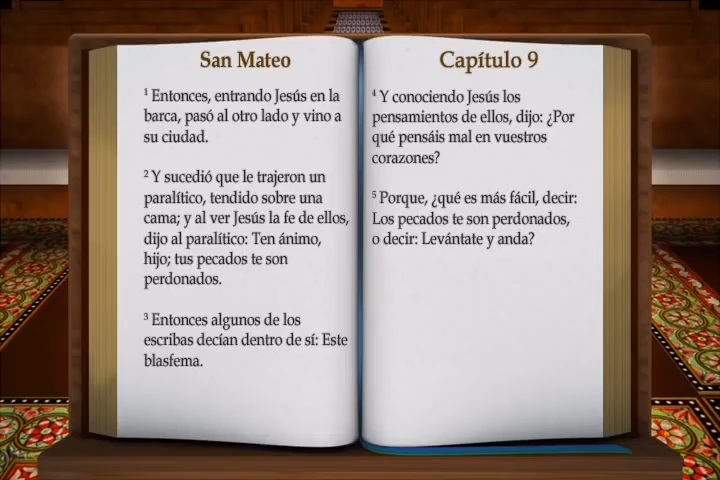 San Mateo
¹ Entonces, entrando Jesús en la
barca, pasó al otro lado y vino a
su ciudad.
² Y sucedió que le trajeron un
paralítico, tendido sobre una
cama; y al ver Jesús la fe de ellos,
dijo al paralítico: Ten ánimo,
hijo; tus pecados te son
perdonados.
³ Entonces algunos de los
escribas decían dentro de sí: Este
blasfema.
Capítulo 9
⁴ Y conociendo Jesús los
pensamientos de ellos, dijo: ¿Por
qué pensáis mal en vuestros
corazones?
⁵ Porque, ¿qué es más fácil, decir:
Los pecados te son perdonados,
o decir: Levántate y anda?